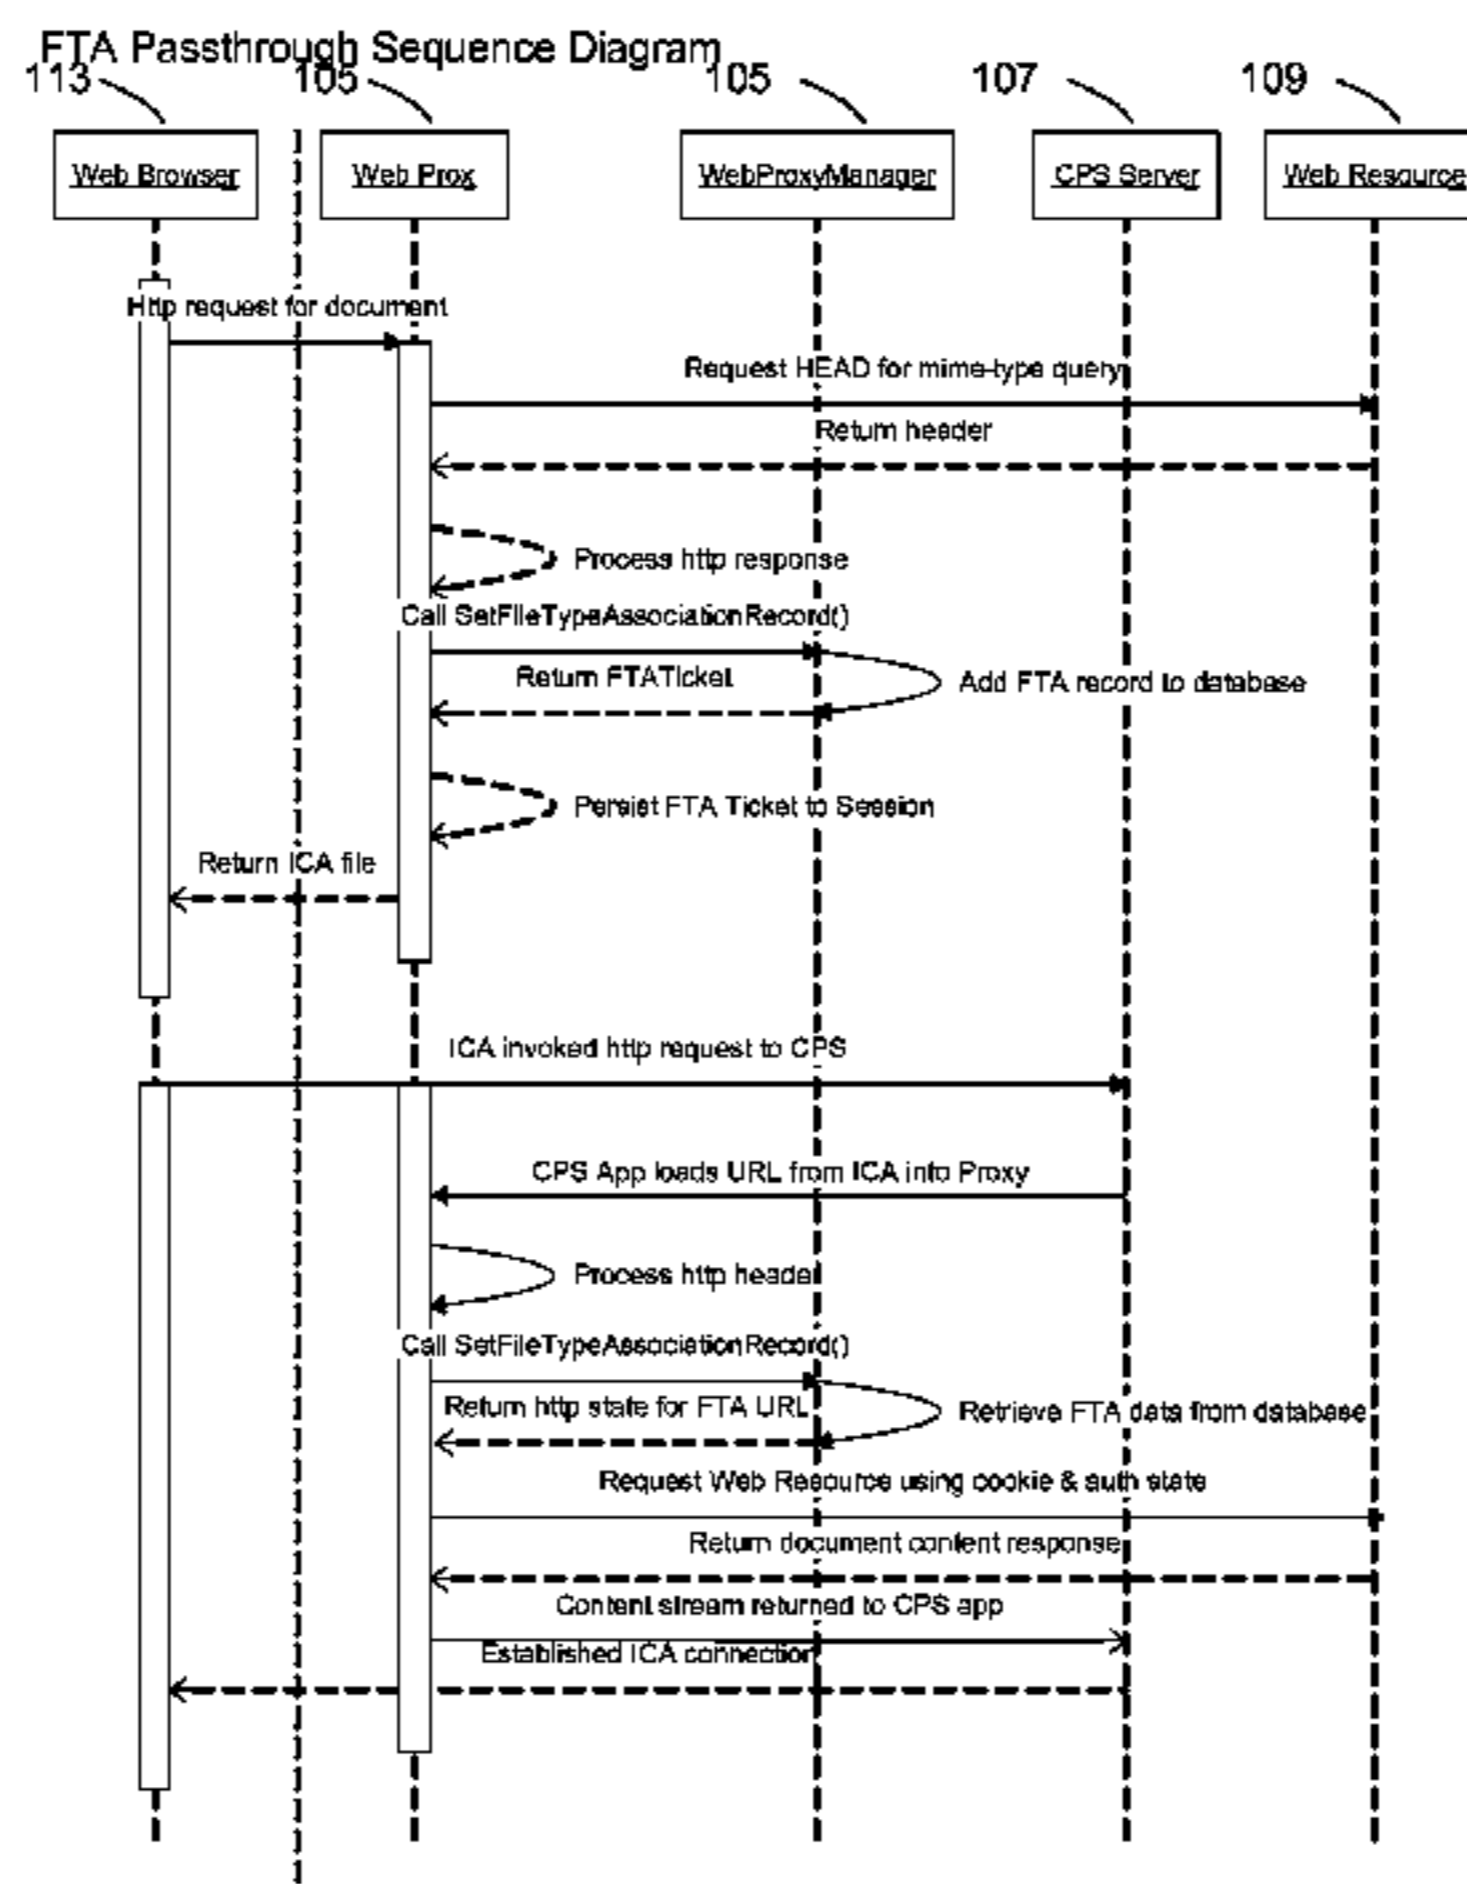 FTA Passthrough Sequence Diagram
113 105 105 107 109
Web Browser Web Prox WebProxyManager CPS Server Web Resource
Http request for document
Request HEAD for mime-type query
Return header
Process http response
Call SetFileTypeAssociationRecord()
Return FTATicket
Add FTA record to database
Persist FTA Ticket to Session
Return ICA file
ICA invoked http request to CPS
CPS App loads URL from ICA into Proxy
Process http header
Call SetFileTypeAssociationRecord()
Return http state for FTA URL
Retrieve FTA data from database
Request Web Resource using cookie & auth state
Return document content response
Content stream returned to CPS app
Established ICA connection